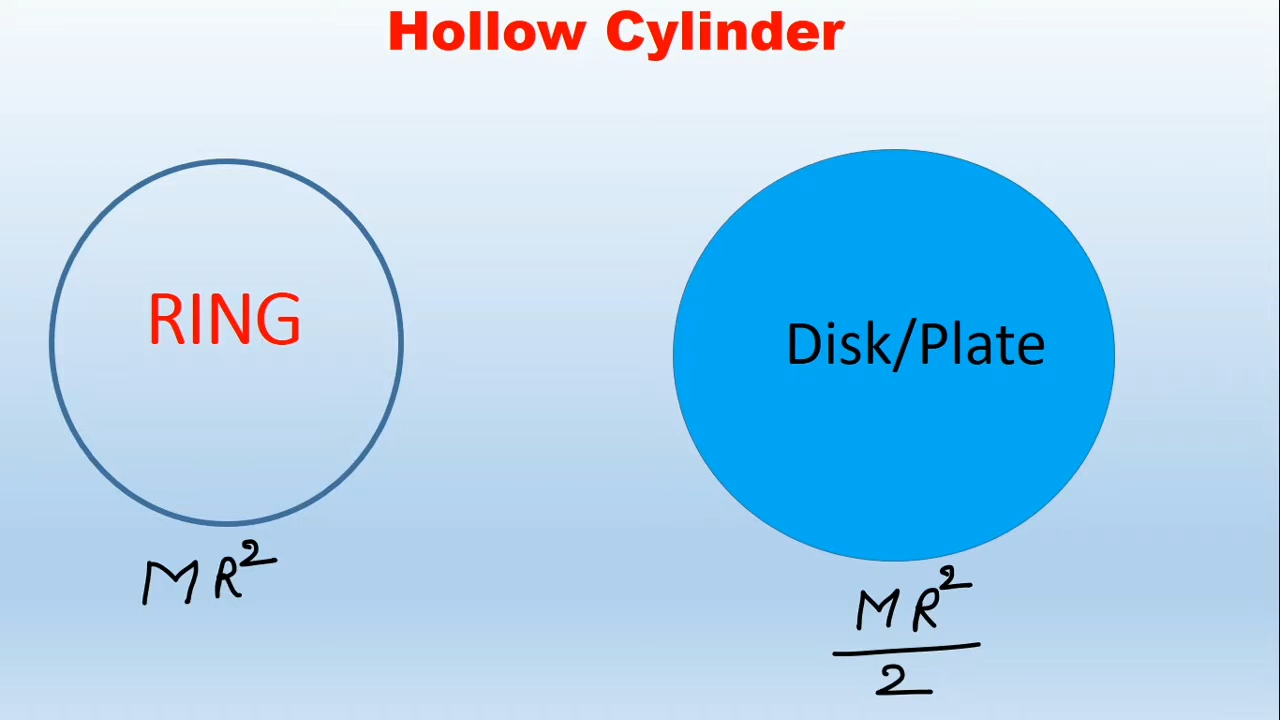 Hollow Cylinder
RING
Disk/Plate
MR²
MR²
2